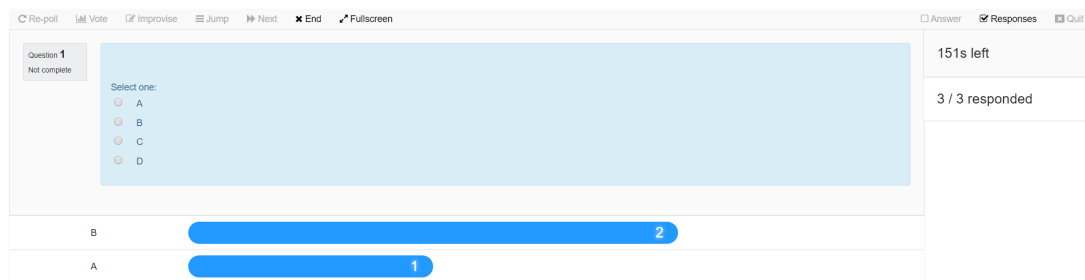 Re-poll Vote Improvise Jump Next End Fullscreen Answer Responses Quit
Question 1
Not complete
Select one:
A
B
C
D
151s left
3 / 3 responded
B 2
A 1